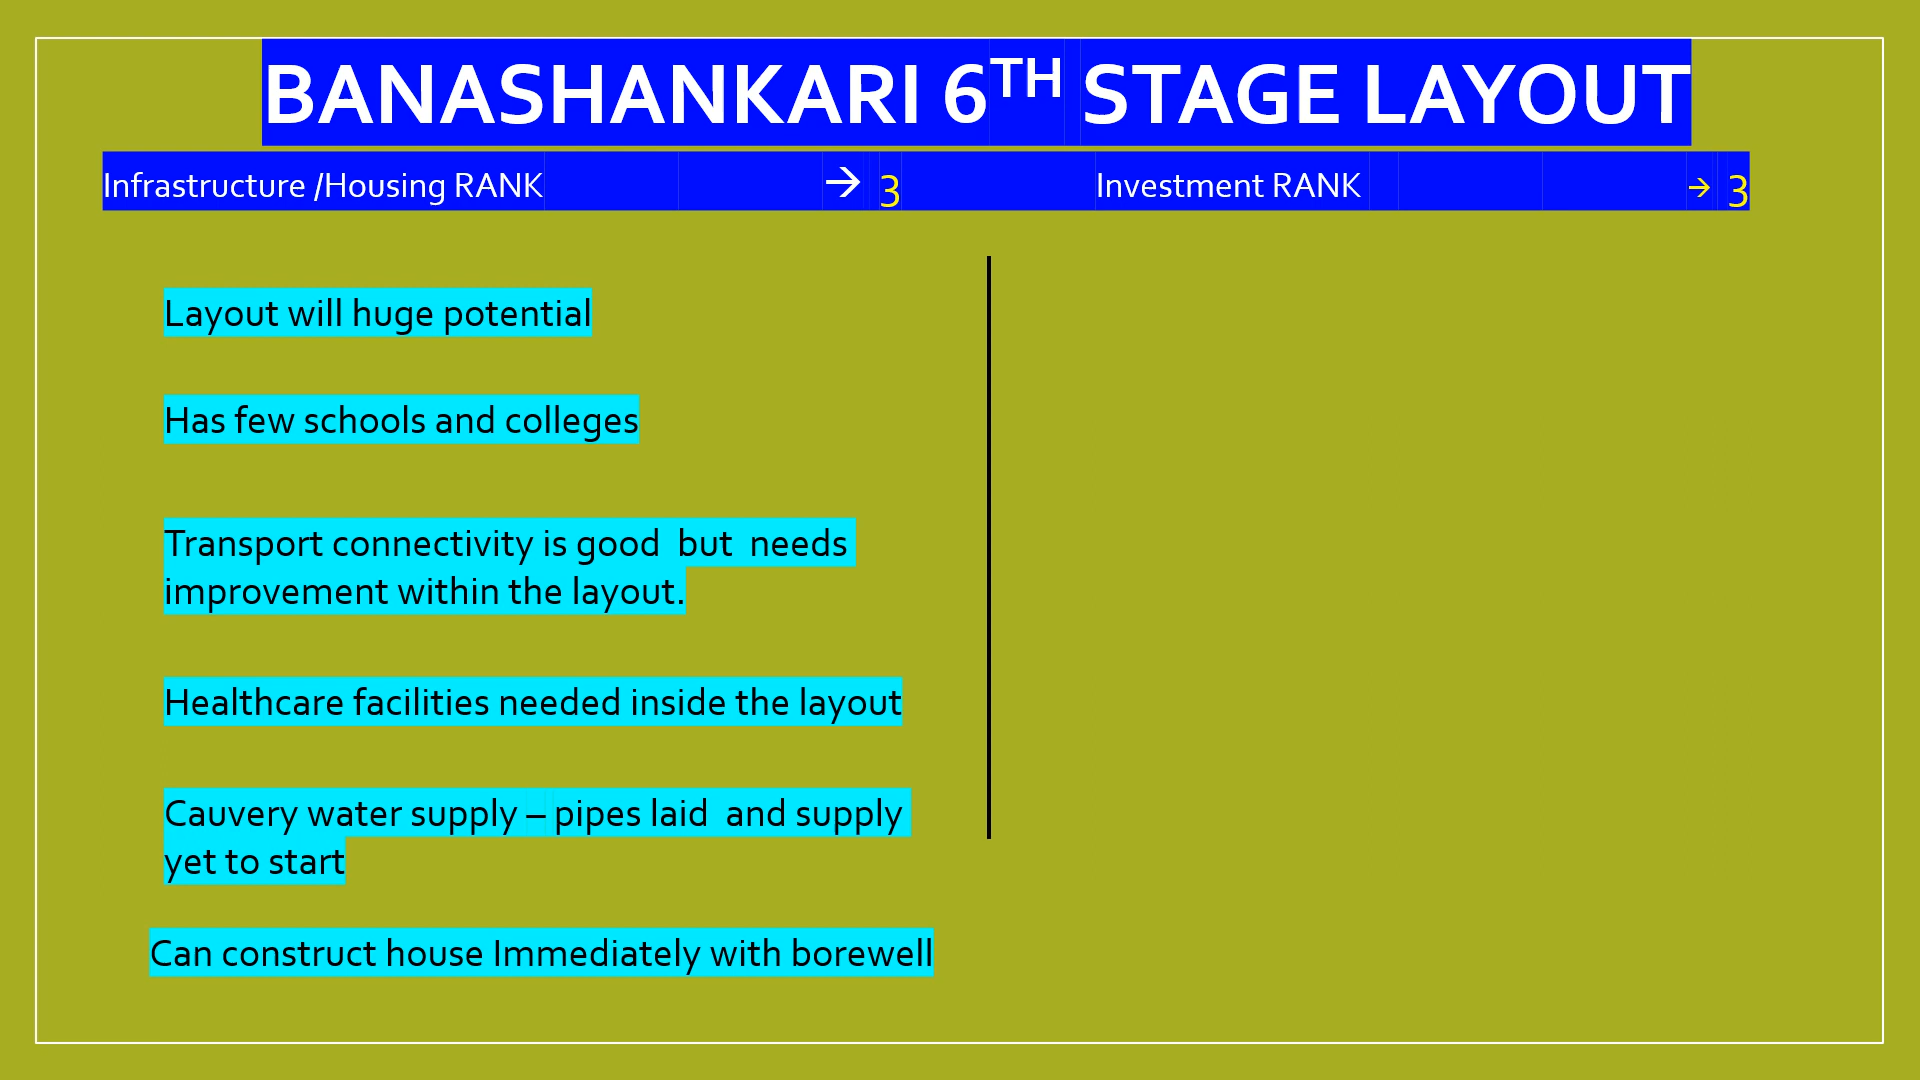 BANASHANKARI 6TH STAGE LAYOUT
Infrastructure /Housing RANK → 3 Investment RANK → 3
Layout will huge potential
Has few schools and colleges
Transport connectivity is good but needs
improvement within the layout.
Healthcare facilities needed inside the layout
Cauvery water supply – pipes laid and supply
yet to start
Can construct house Immediately with borewell